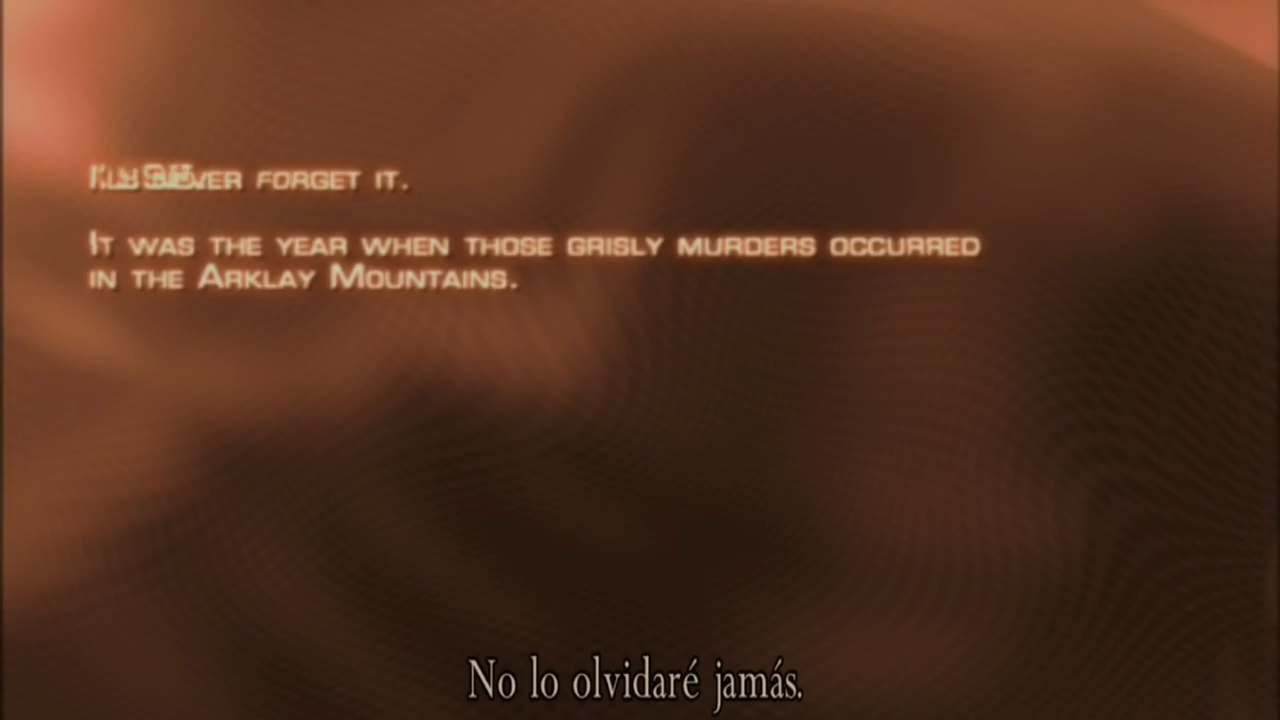 never forget it.
It was the year when those grisly murders occurred
in the Arklay Mountains.
No lo olvidaré jamás.